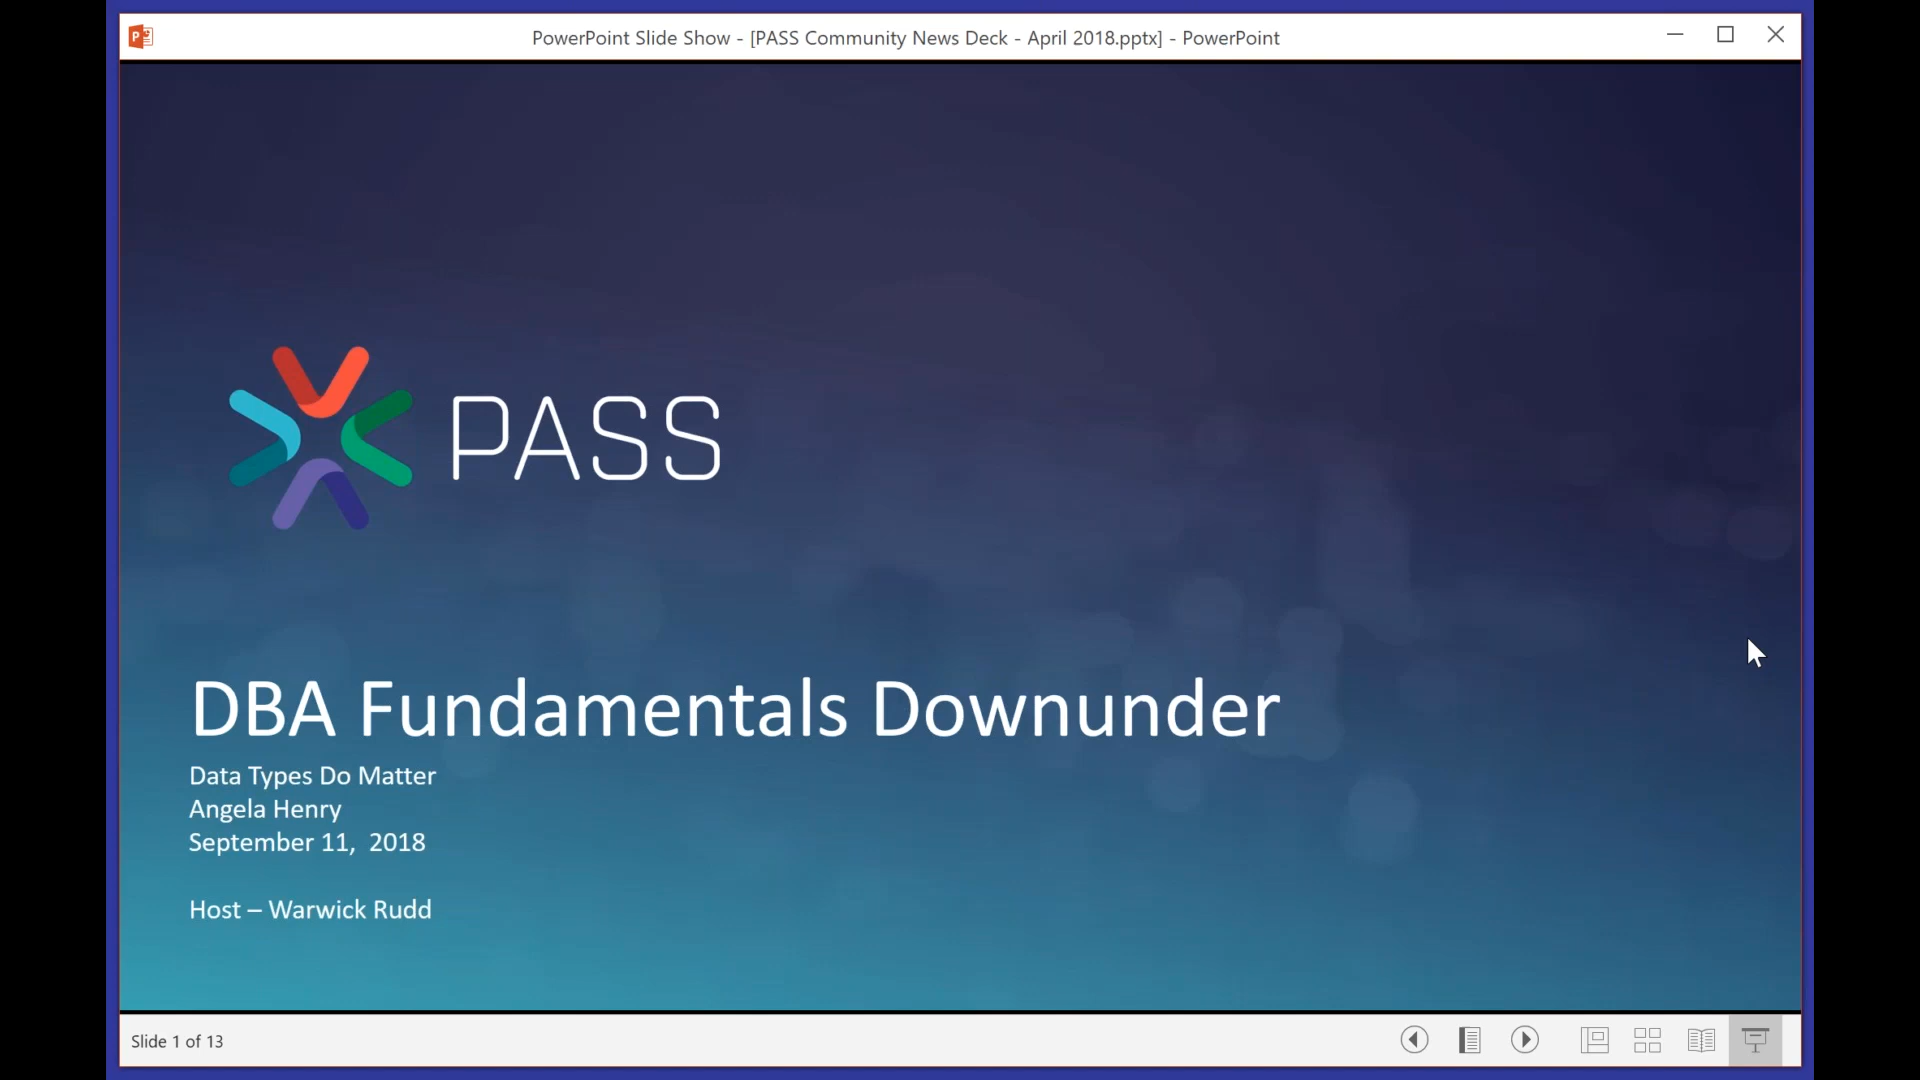 PowerPoint Slide Show - [PASS Community News Deck - April 2018.pptx] - PowerPoint
PASS
DBA Fundamentals Downunder
Data Types Do Matter
Angela Henry
September 11,  2018
Host – Warwick Rudd
Slide 1 of 13